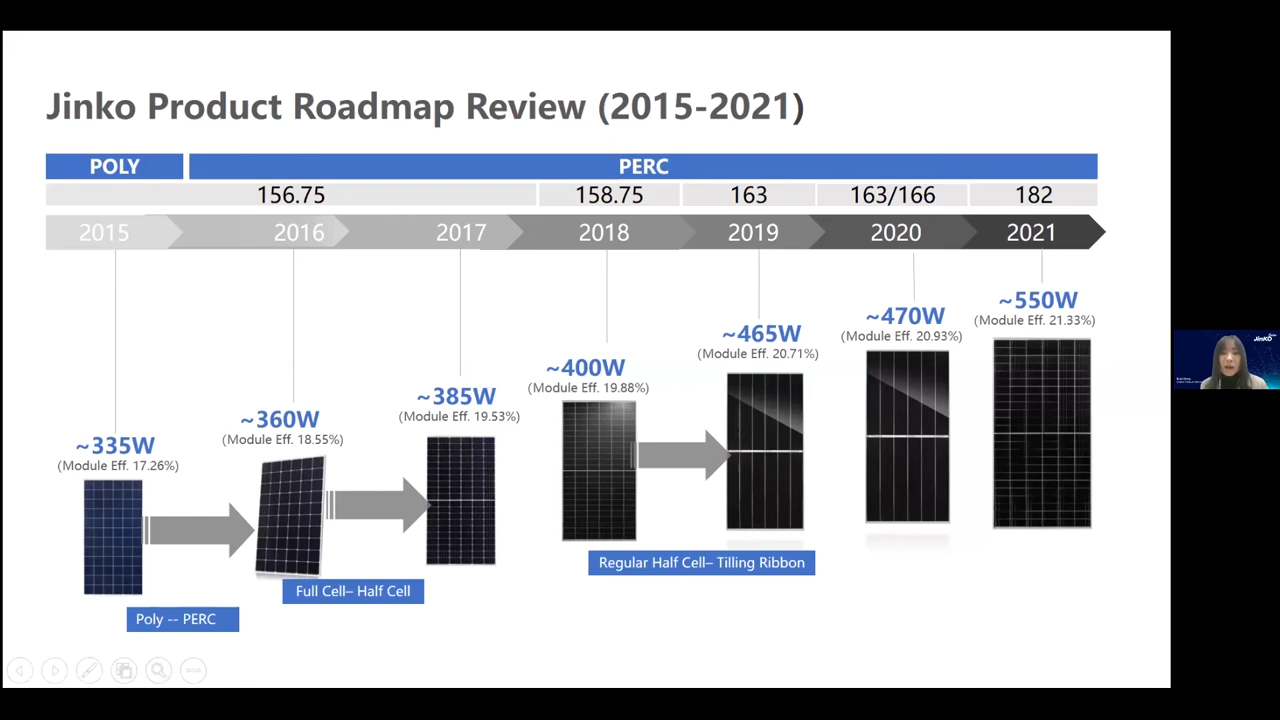 Jinko Product Roadmap Review (2015-2021)
POLY
PERC
156.75
158.75
163
163/166
182
2015
2016
2017
2018
2019
2020
2021
~335W
(Module Eff. 17.26%)
~360W
(Module Eff. 18.55%)
~385W
(Module Eff. 19.53%)
~400W
(Module Eff. 19.88%)
~465W
(Module Eff. 20.71%)
~470W
(Module Eff. 20.93%)
~550W
(Module Eff. 21.33%)
Poly -- PERC
Full Cell– Half Cell
Regular Half Cell– Tilling Ribbon
JinKO